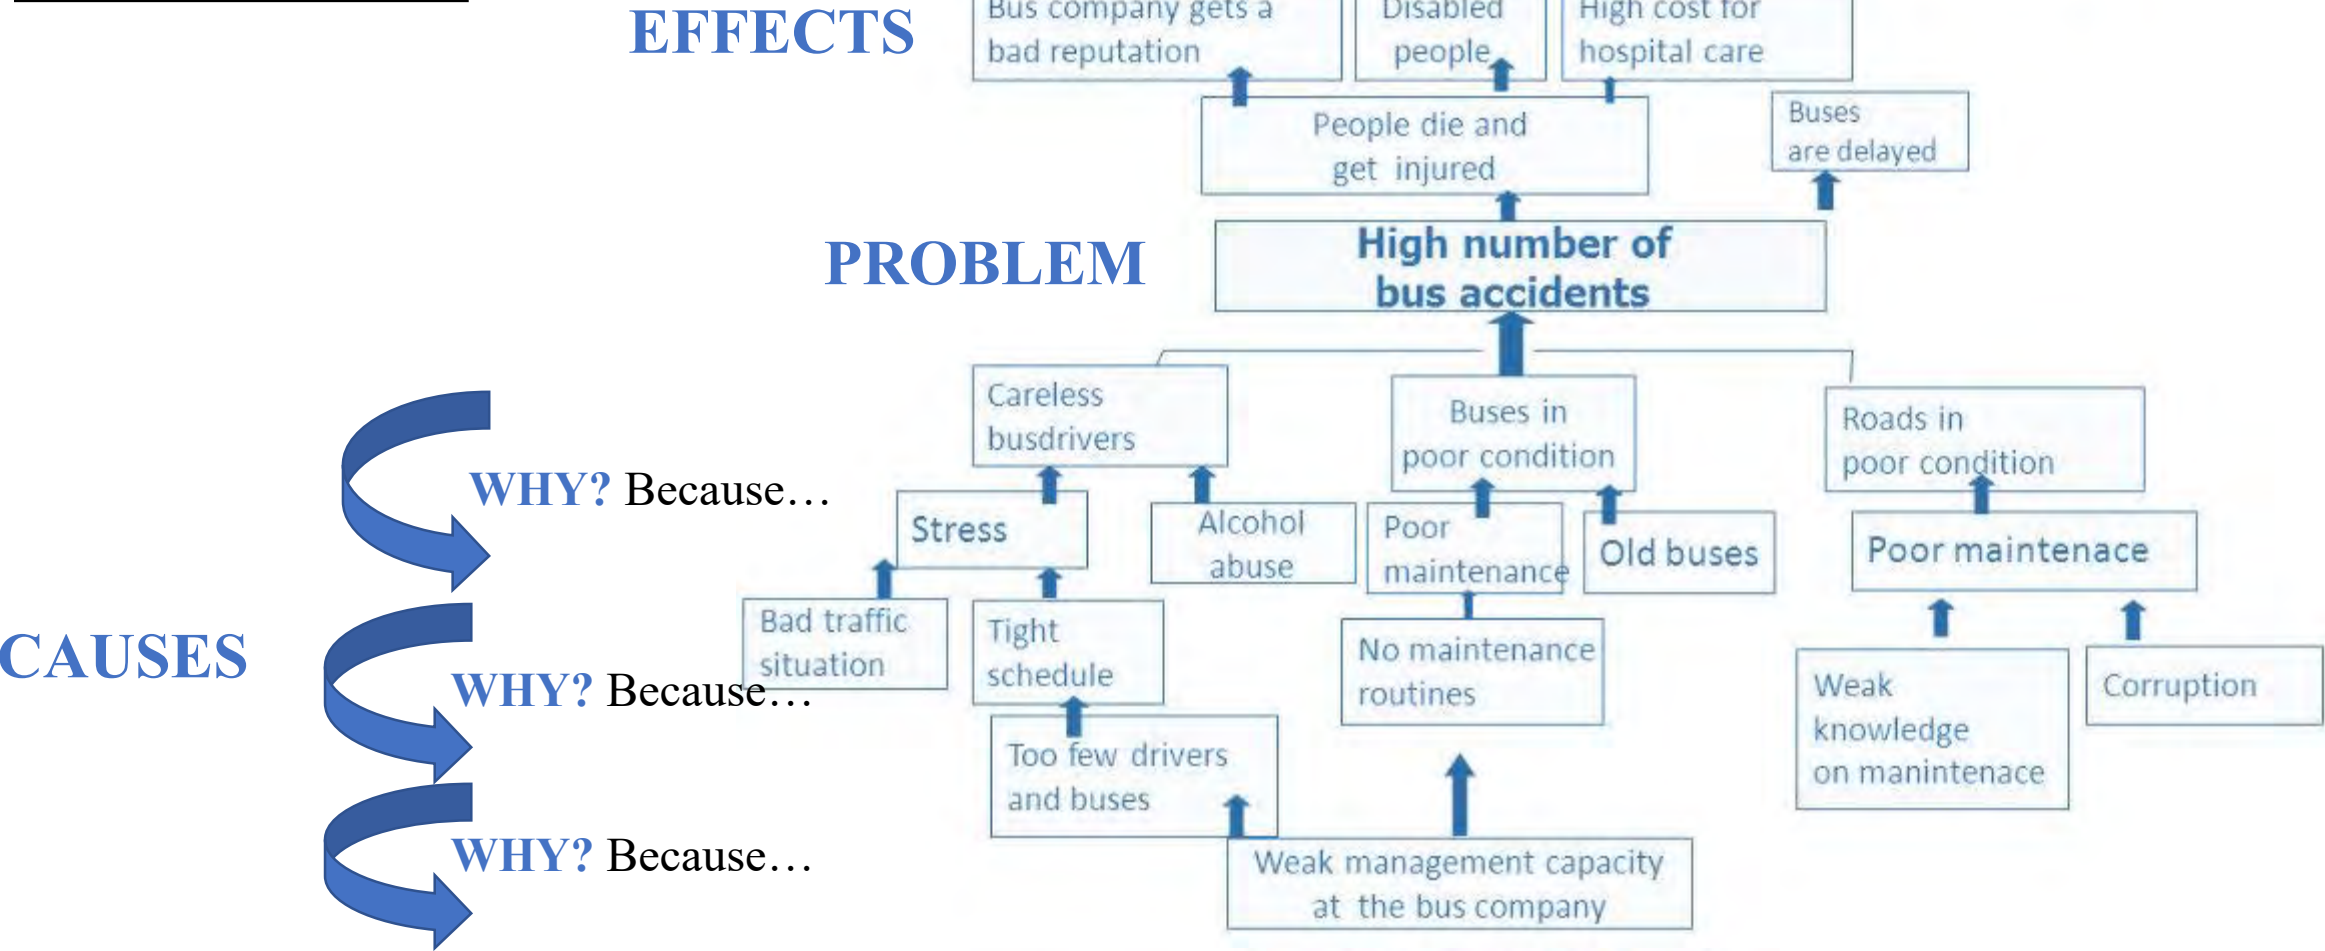 EFFECTS
Bus company gets a
bad reputation
Disabled
people
High cost for
hospital care
People die and
get injured
Buses
are delayed
PROBLEM
High number of
bus accidents
Careless
busdrivers
Buses in
poor condition
Roads in
poor condition
WHY? Because…
Stress
Alcohol
abuse
Poor
maintenance
Old buses
Poor maintenace
CAUSES
WHY? Because…
Bad traffic
situation
Tight
schedule
No maintenance
routines
Weak
knowledge
on manintenace
Corruption
Too few drivers
and buses
WHY? Because…
Weak management capacity
at the bus company